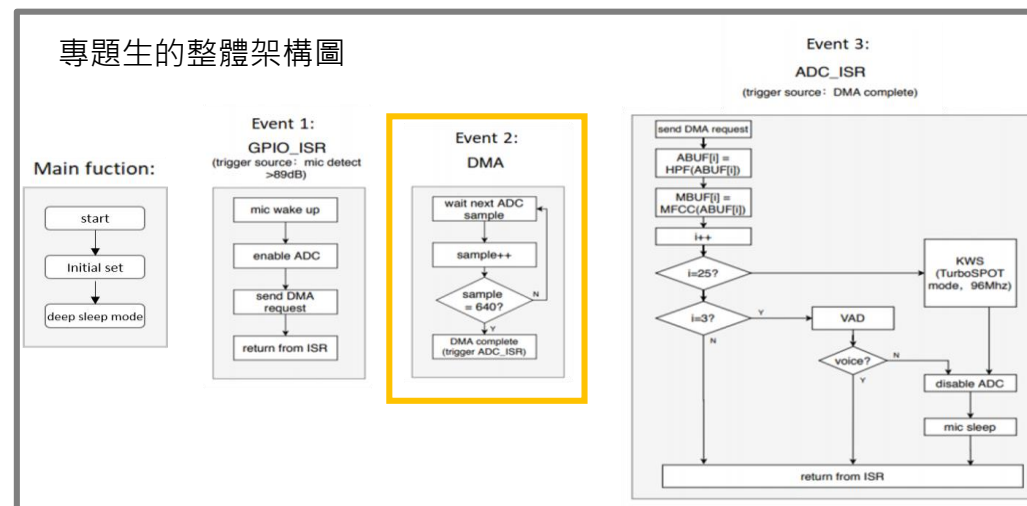 專題生的整體架構圖
Main fuction:
start
Initial set
deep sleep mode
Event 1:
GPIO_ISR
(trigger source：mic detect
>89dB)
mic wake up
enable ADC
send DMA
request
return from ISR
Event 2:
DMA
wait next ADC
sample
sample++
sample
= 640?
N
Y
DMA complete
(trigger ADC_ISR)
Event 3:
ADC_ISR
(trigger source：DMA complete)
send DMA request
ABUF[i] =
HPF(ABUF[i])
MBUF[i] =
MFCC(ABUF[i])
i++
i=25?
KWS
(TurboSPOT
mode，96Mhz)
i=3?
Y
N
VAD
voice?
N
Y
disable ADC
mic sleep
return from ISR